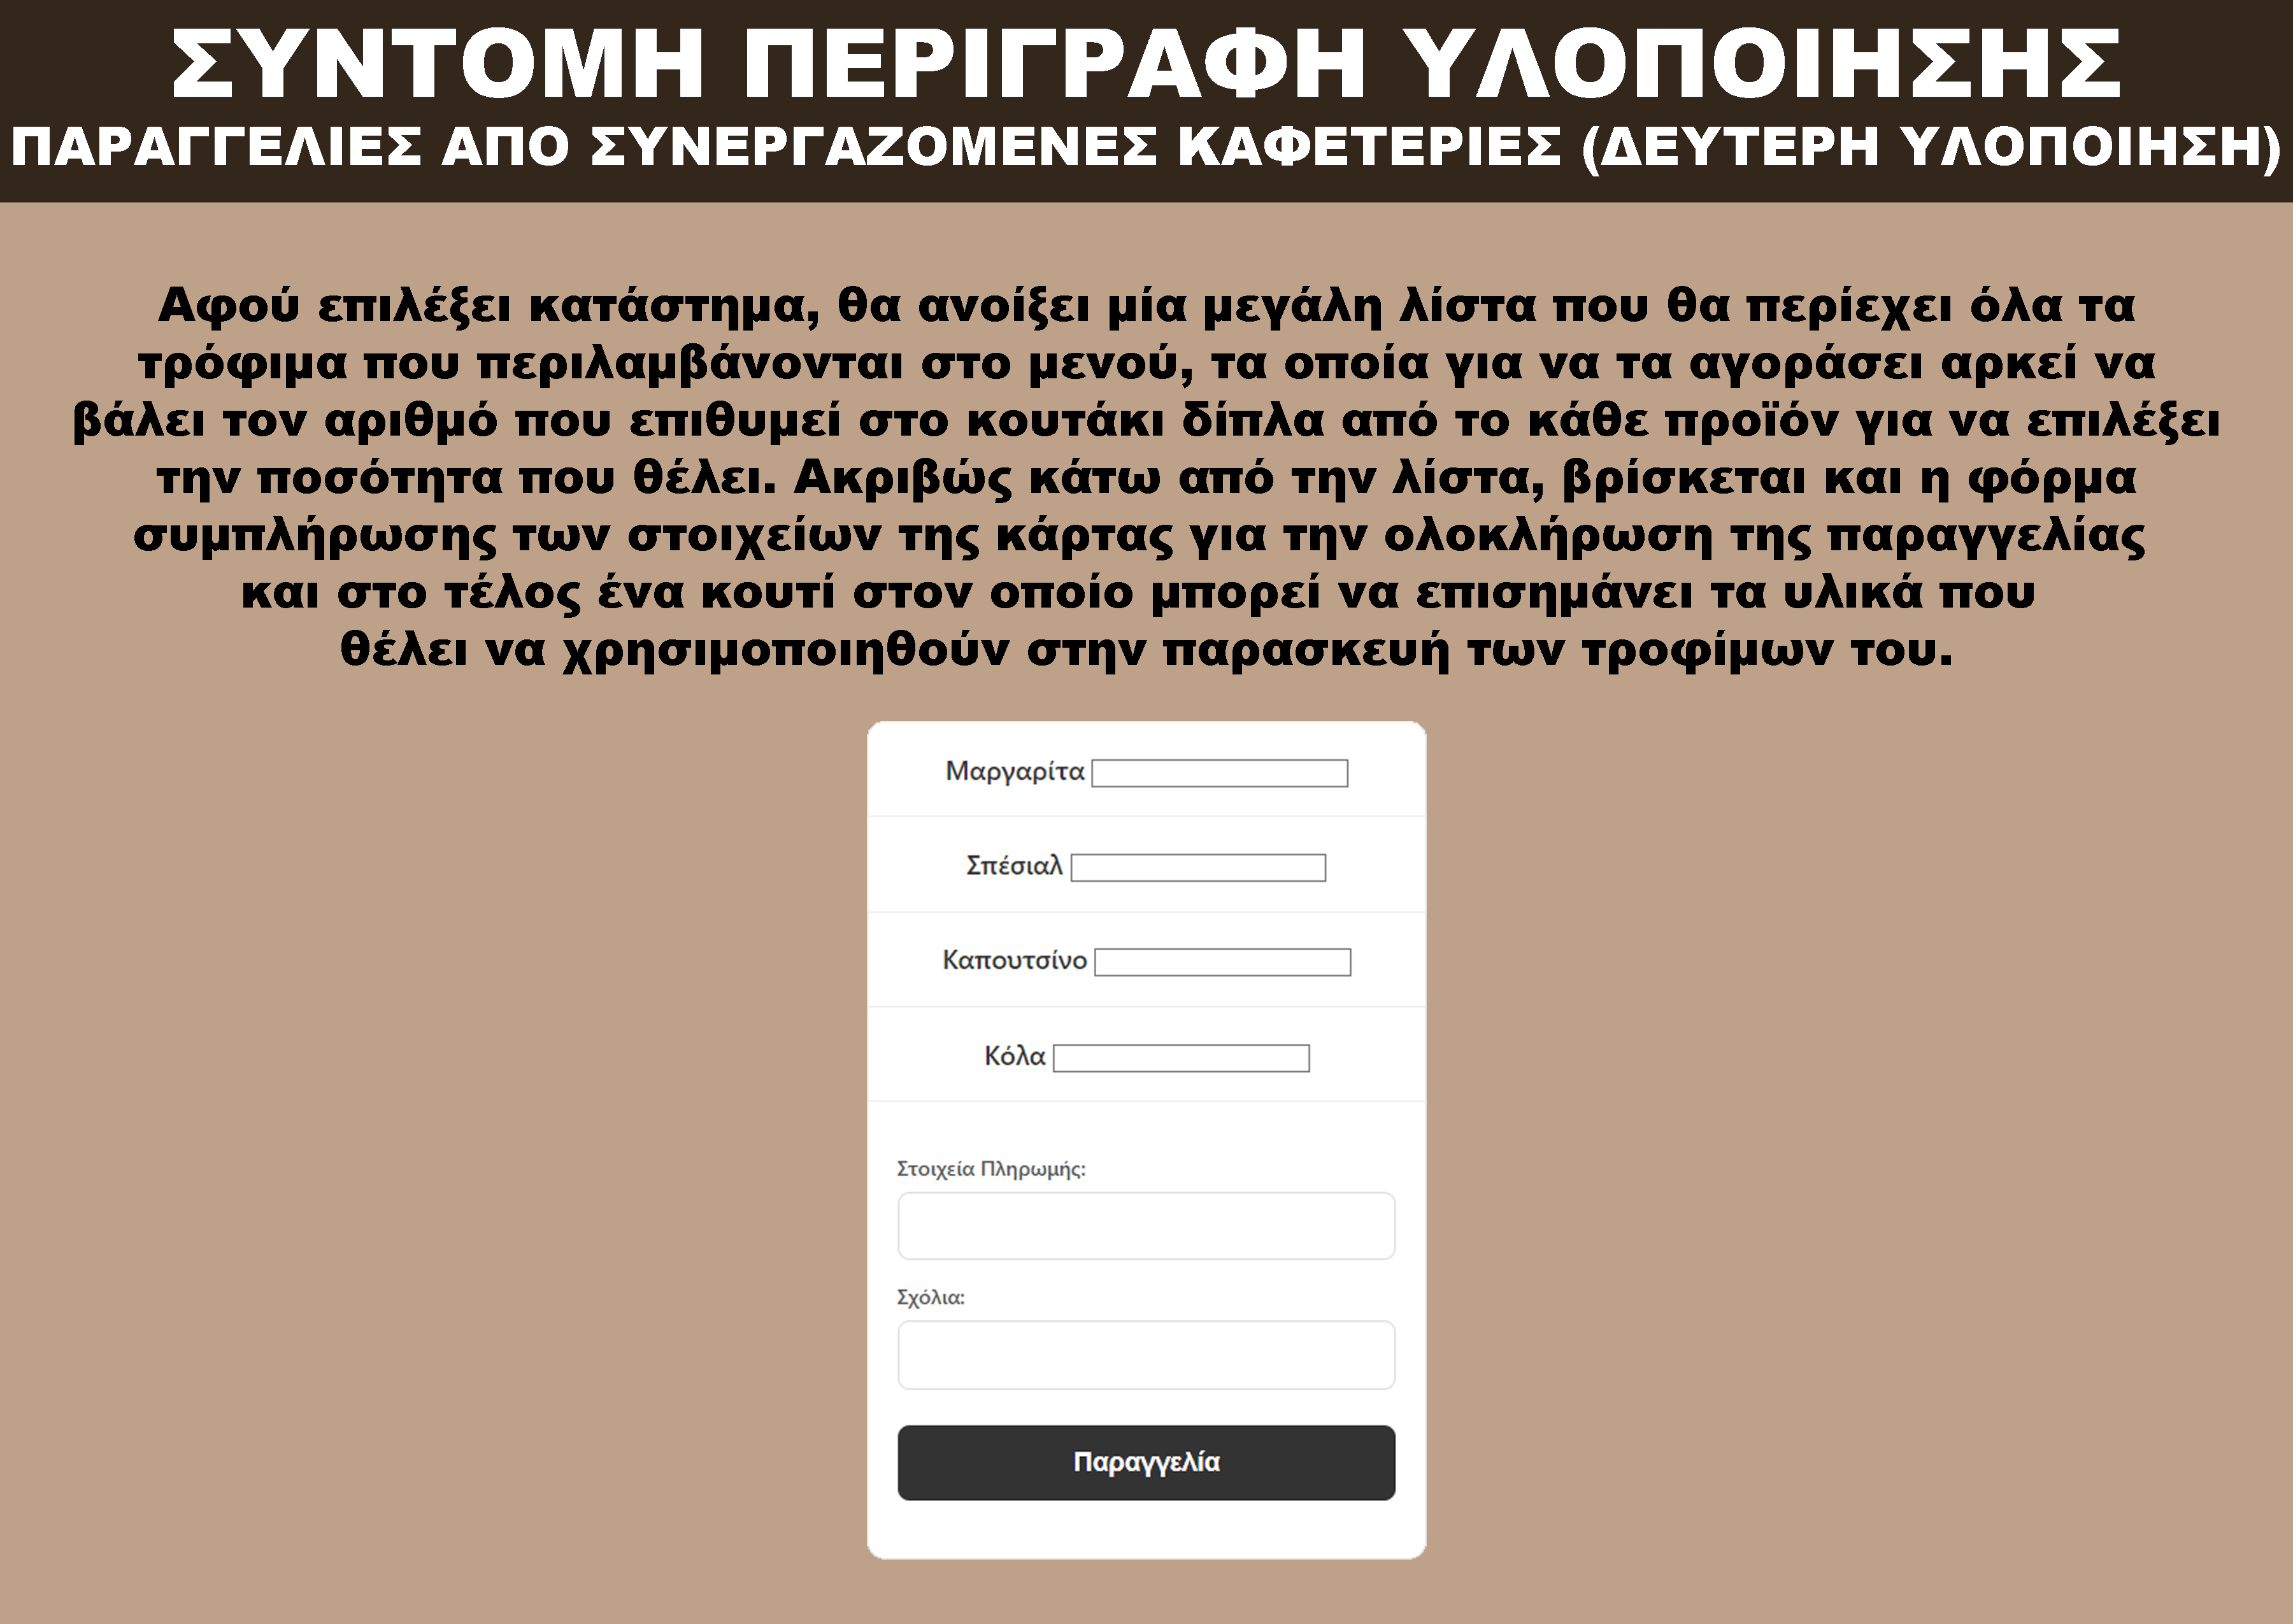 ΣΥΝΤΟΜΗ ΠΕΡΙΓΡΑΦΗ ΥΛΟΠΟΙΗΣΗΣ
ΠΑΡΑΓΓΕΛΙΕΣ ΑΠΟ ΣΥΝΕΡΓΑΖΟΜΕΝΕΣ ΚΑΦΕΤΕΡΙΕΣ (ΔΕΥΤΕΡΗ ΥΛΟΠΟΙΗΣΗ)
Αφού επιλέξει κατάστημα, θα ανοίξει μία μεγάλη λίστα που θα περίεχει όλα τα
τρόφιμα που περιλαμβάνονται στο μενού, τα οποία για να τα αγοράσει αρκεί να
βάλει τον αριθμό που επιθυμεί στο κουτάκι δίπλα από το κάθε προϊόν για να επιλέξει
την ποσότητα που θέλει. Ακριβώς κάτω από την λίστα, βρίσκεται και η φόρμα
συμπλήρωσης των στοιχείων της κάρτας για την ολοκλήρωση της παραγγελίας
και στο τέλος ένα κουτί στον οποίο μπορεί να επισημάνει τα υλικά που
θέλει να χρησιμοποιηθούν στην παρασκευή των τροφίμων του.
Μαργαρίτα
Σπέσιαλ
Καπουτσίνο
Κόλα
Στοιχεία Πληρωμής:
Σχόλια:
Παραγγελία